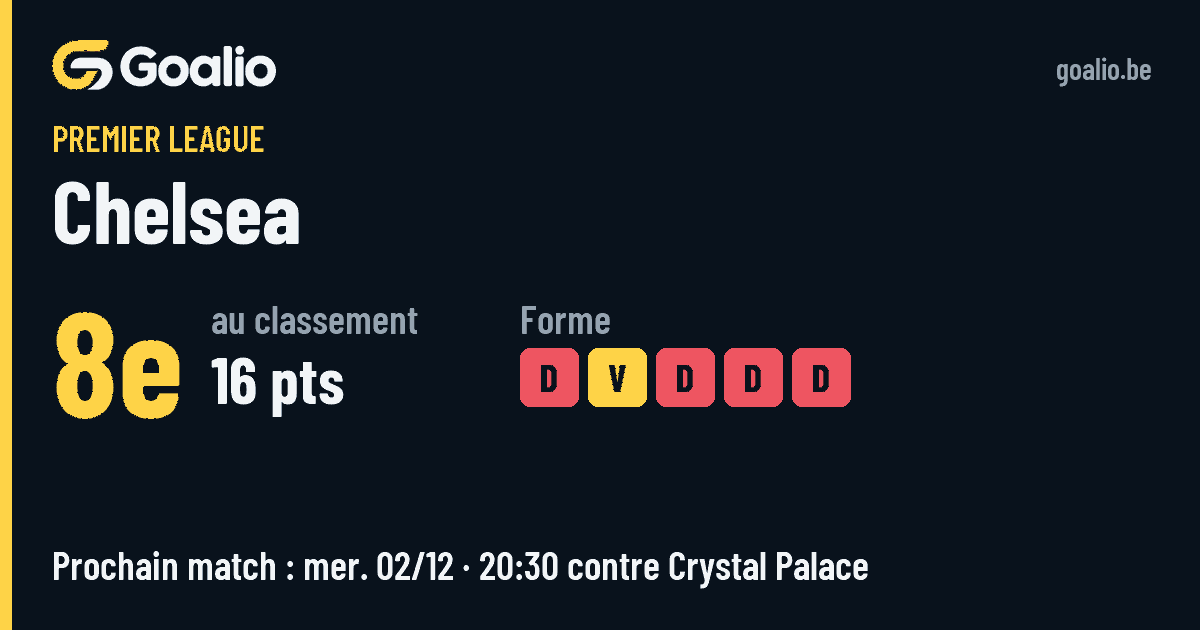 Goalio
goalio.be
PREMIER LEAGUE
Chelsea
8e
au classement
16 pts
Forme
D V D D D
Prochain match : mer. 02/12 · 20:30 contre Crystal Palace